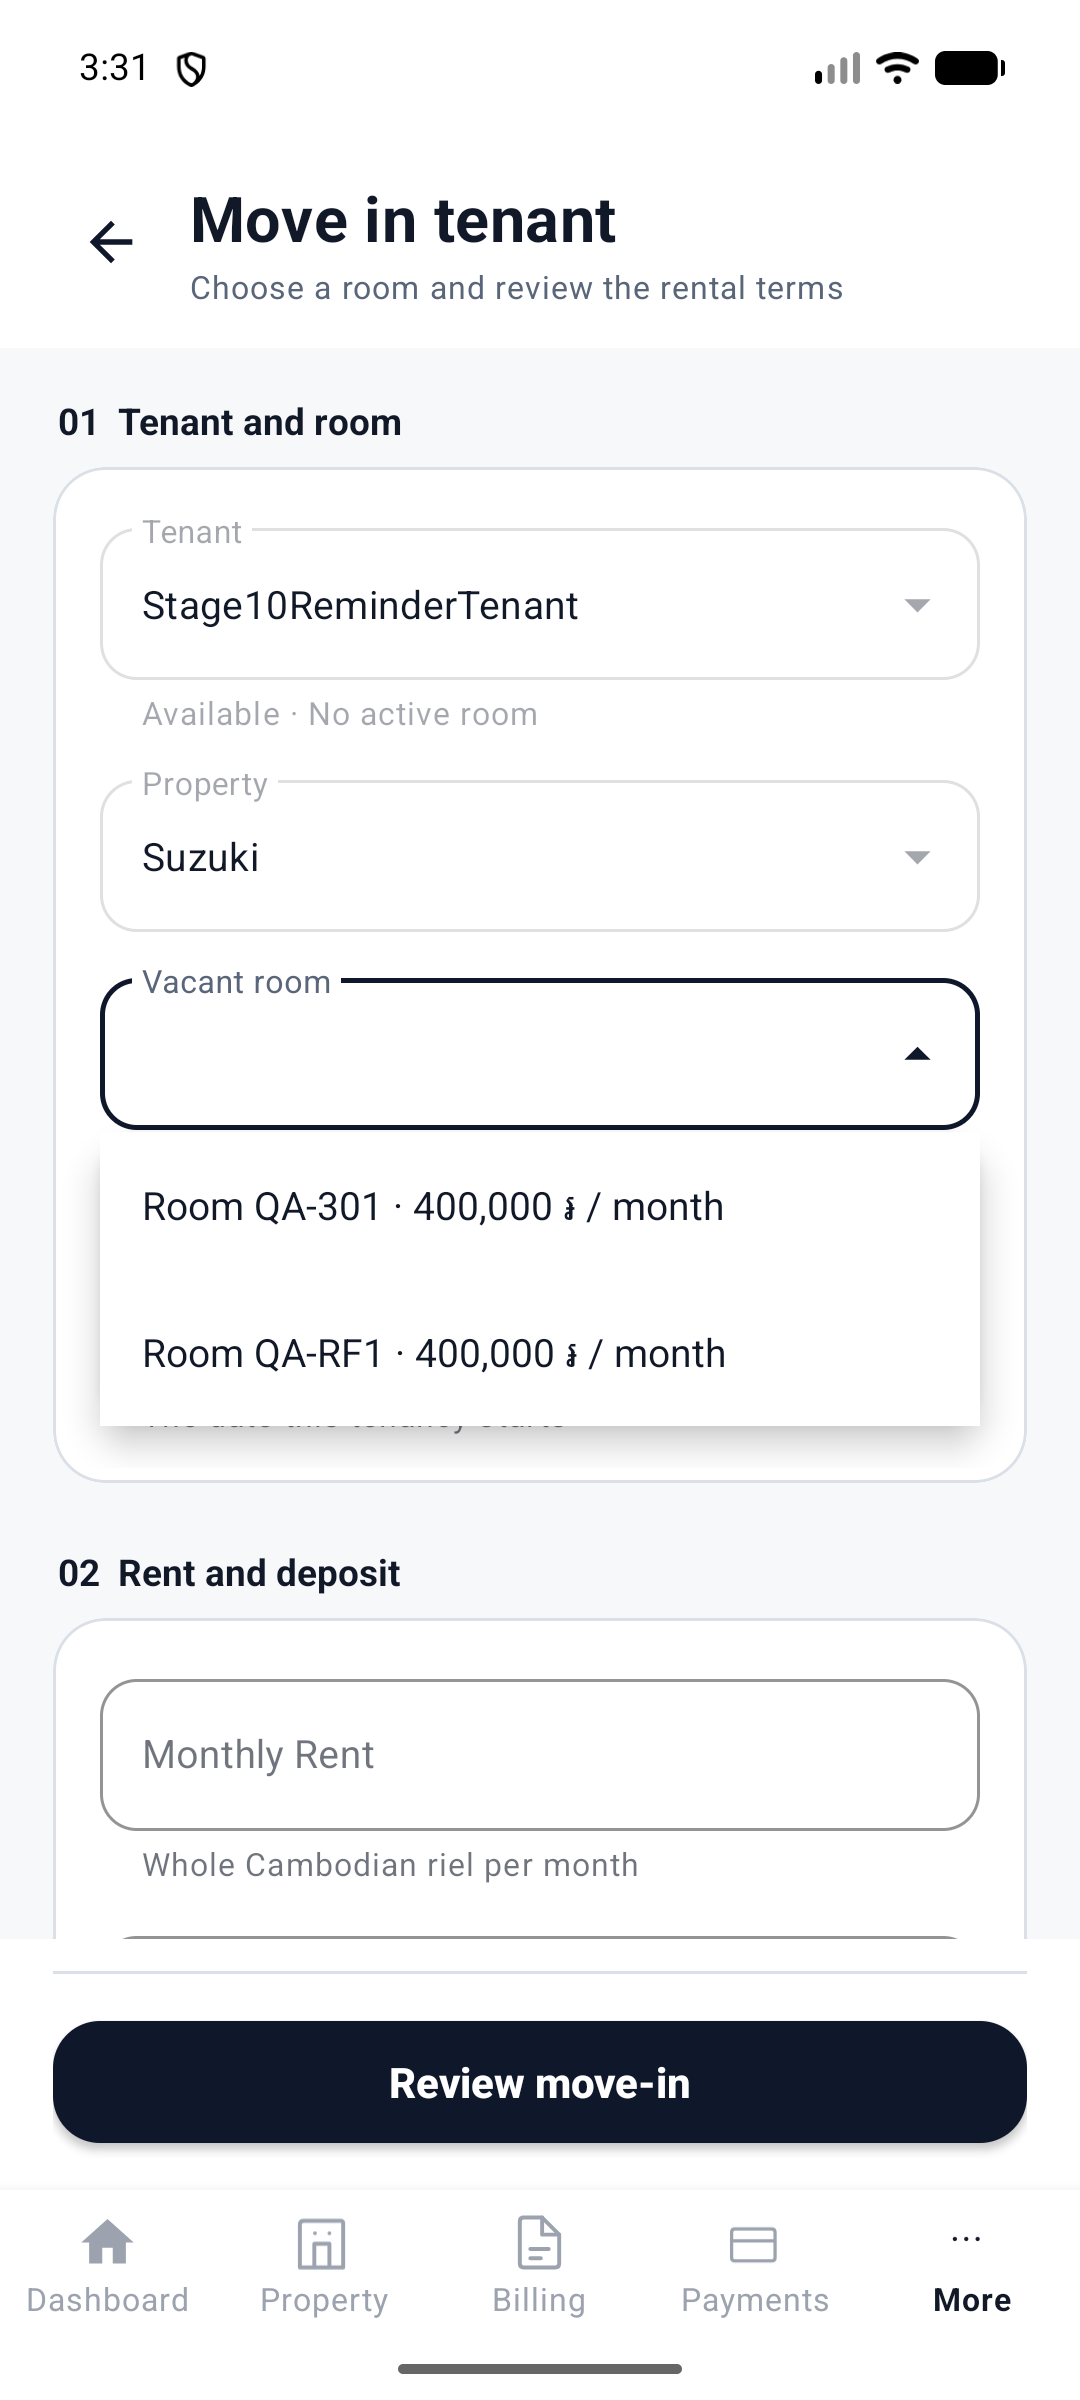 3:31
Move in tenant
Choose a room and review the rental terms
01 Tenant and room
Tenant
Stage10ReminderTenant
Available · No active room
Property
Suzuki
Vacant room
Room QA-301 · 400,000 ៛ / month
Room QA-RF1 · 400,000 ៛ / month
02 Rent and deposit
Monthly Rent
Whole Cambodian riel per month
Review move-in
Dashboard
Property
Billing
Payments
More